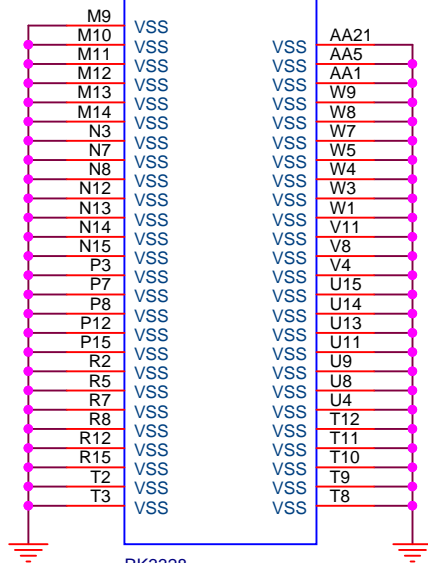 M9 VSS
M10 VSS VSS AA21
M11 VSS VSS AA5
M12 VSS VSS AA1
M13 VSS VSS W9
M14 VSS VSS W8
N3 VSS VSS W7
N7 VSS VSS W5
N8 VSS VSS W4
N12 VSS VSS W3
N13 VSS VSS W1
N14 VSS VSS V11
N15 VSS VSS V8
P3 VSS VSS V4
P7 VSS VSS U15
P8 VSS VSS U14
P12 VSS VSS U13
P15 VSS VSS U11
R2 VSS VSS U9
R5 VSS VSS U8
R7 VSS VSS U4
R8 VSS VSS T12
R12 VSS VSS T11
R15 VSS VSS T10
T2 VSS VSS T9
T3 VSS VSS T8